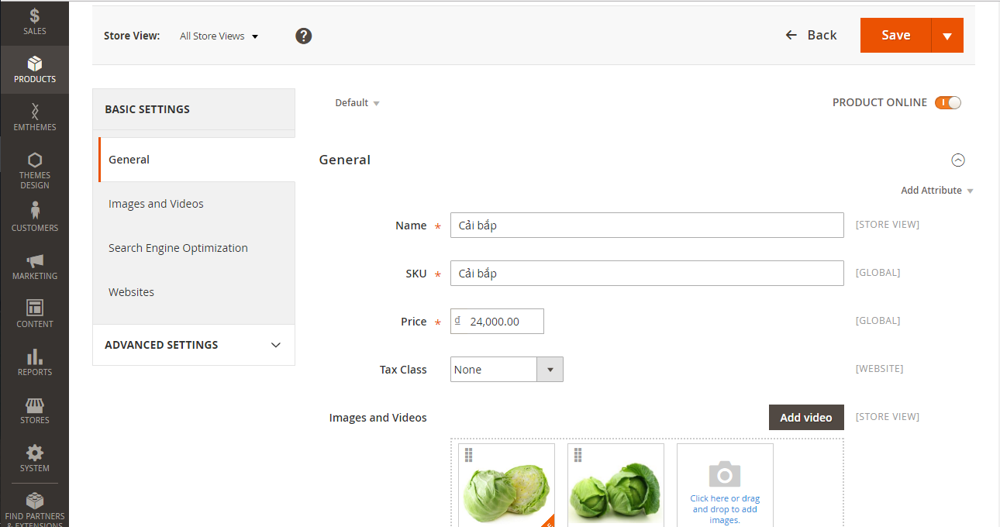 SALES
PRODUCTS
EMTHEMES
THEMES
DESIGN
CUSTOMERS
MARKETING
CONTENT
REPORTS
STORES
SYSTEM
FIND PARTNERS
& EXTENSIONS
Store View: All Store Views ?
Back
Save
BASIC SETTINGS
General
Images and Videos
Search Engine Optimization
Websites
ADVANCED SETTINGS
Default
PRODUCT ONLINE
General
Add Attribute
Name * Cải bắp [STORE VIEW]
SKU * Cải bắp [GLOBAL]
Price * ₫ 24,000.00 [GLOBAL]
Tax Class None [WEBSITE]
Images and Videos Add video [STORE VIEW]
Click here or drag
and drop to add
images.